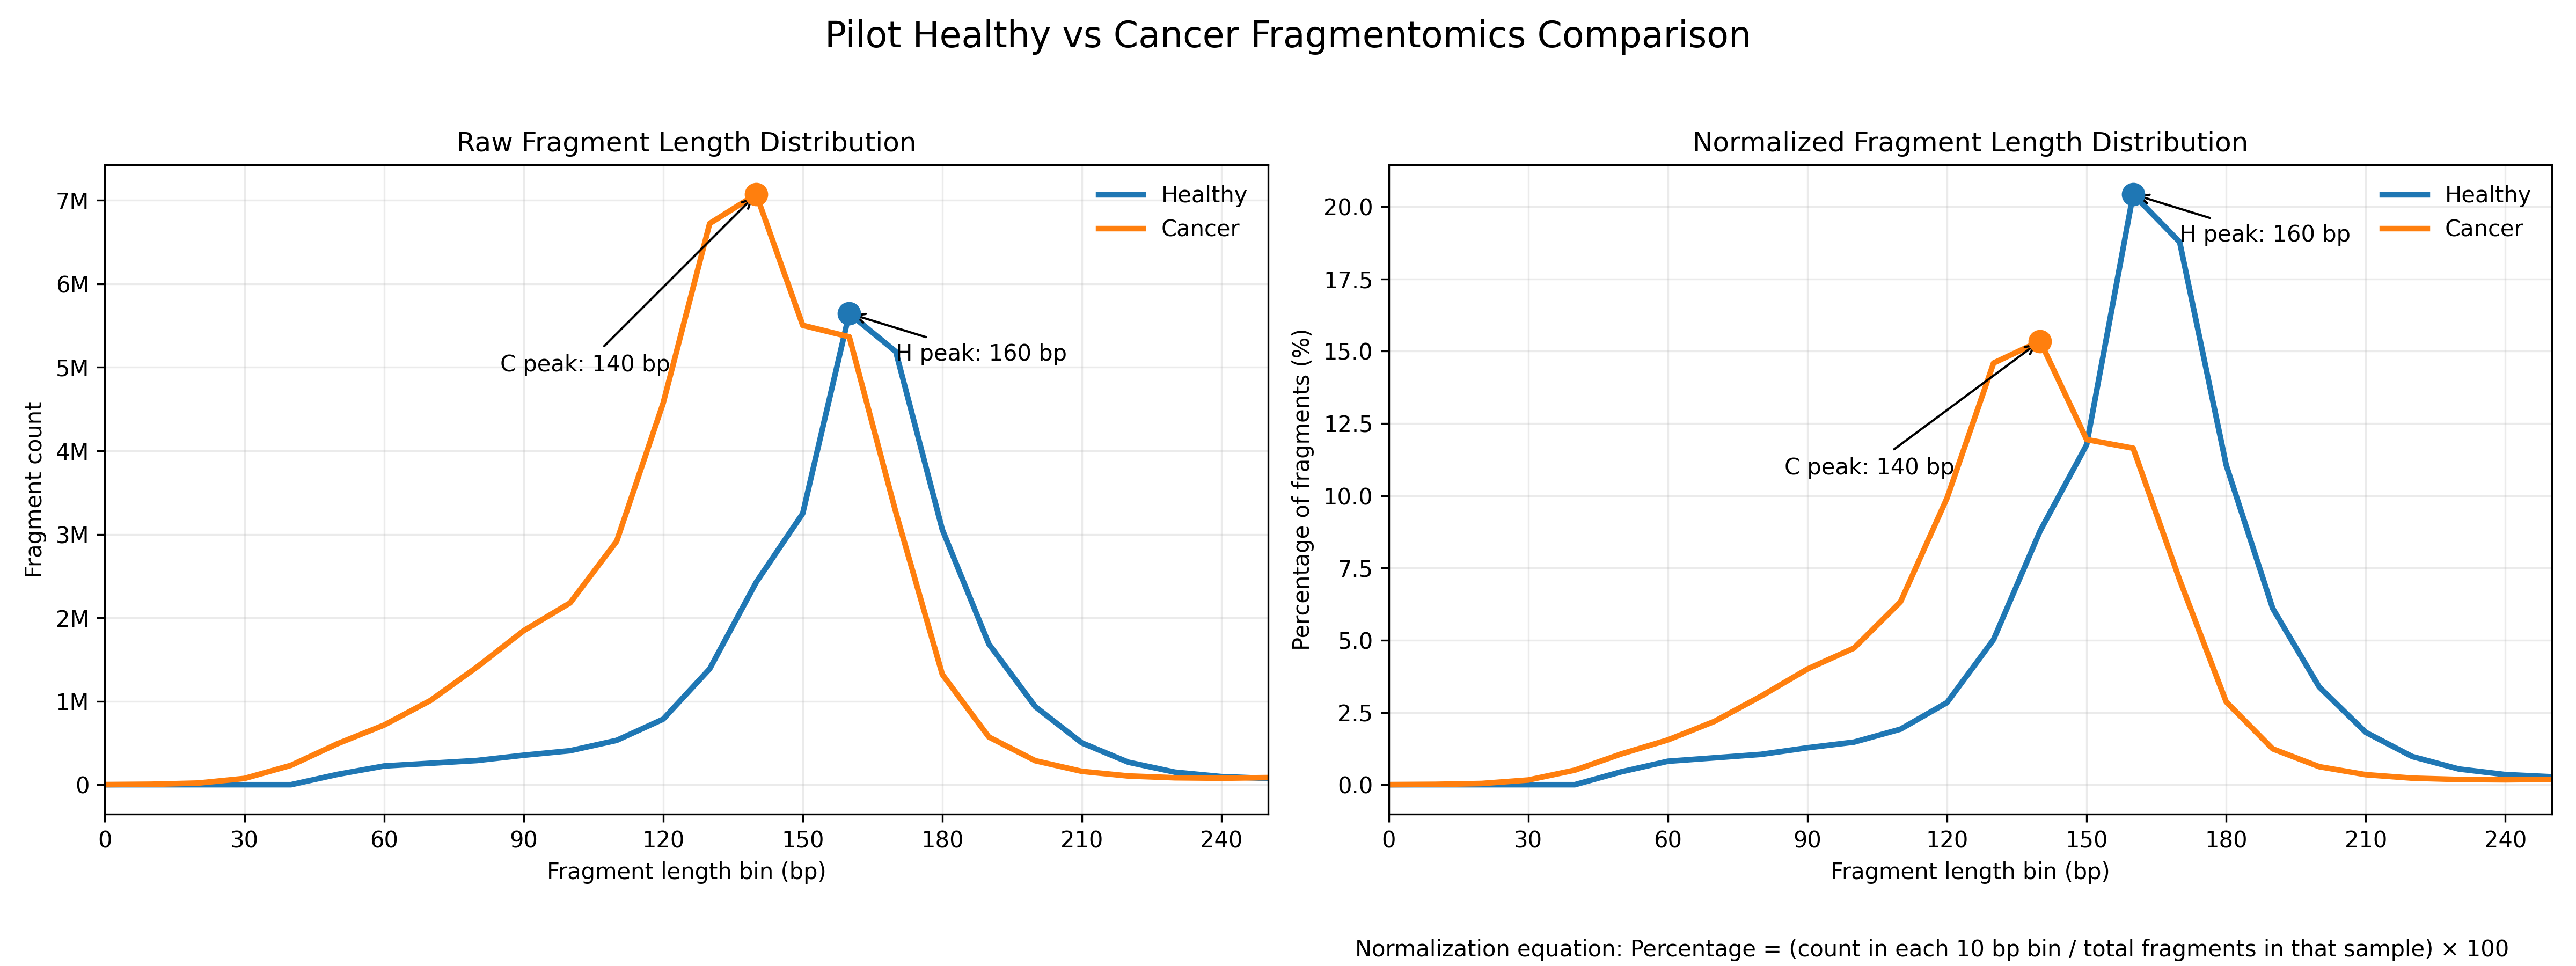 Pilot Healthy vs Cancer Fragmentomics Comparison
Raw Fragment Length Distribution
Fragment count
7M
6M
5M
4M
3M
2M
1M
0
0 30 60 90 120 150 180 210 240
Fragment length bin (bp)
C peak: 140 bp
H peak: 160 bp
Healthy
Cancer
Normalized Fragment Length Distribution
Percentage of fragments (%)
20.0
17.5
15.0
12.5
10.0
7.5
5.0
2.5
0.0
0 30 60 90 120 150 180 210 240
Fragment length bin (bp)
C peak: 140 bp
H peak: 160 bp
Healthy
Cancer
Normalization equation: Percentage = (count in each 10 bp bin / total fragments in that sample) × 100